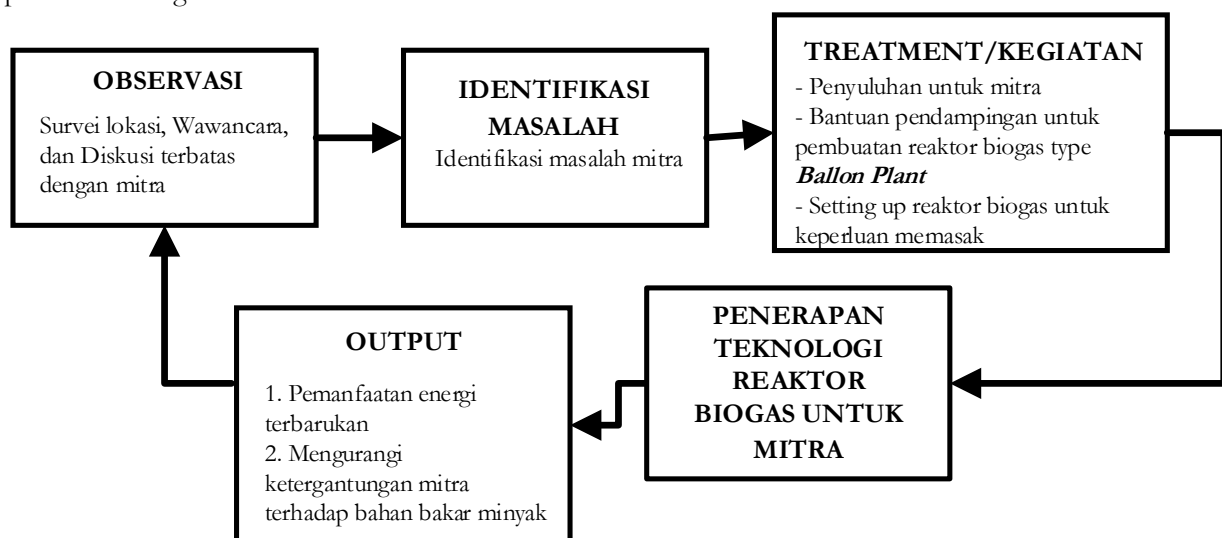 OBSERVASI
Survei lokasi, Wawancara,
dan Diskusi terbatas
dengan mitra
IDENTIFIKASI
MASALAH
Identifikasi masalah mitra
TREATMENT/KEGIATAN
- Penyuluhan untuk mitra
- Bantuan pendampingan untuk
pembuatan reaktor biogas type
Ballon Plant
- Setting up reaktor biogas untuk
keperluan memasak
PENERAPAN
TEKNOLOGI
REAKTOR
BIOGAS UNTUK
MITRA
OUTPUT
1. Pemanfaatan energi
terbarukan
2. Mengurangi
ketergantungan mitra
terhadap bahan bakar minyak